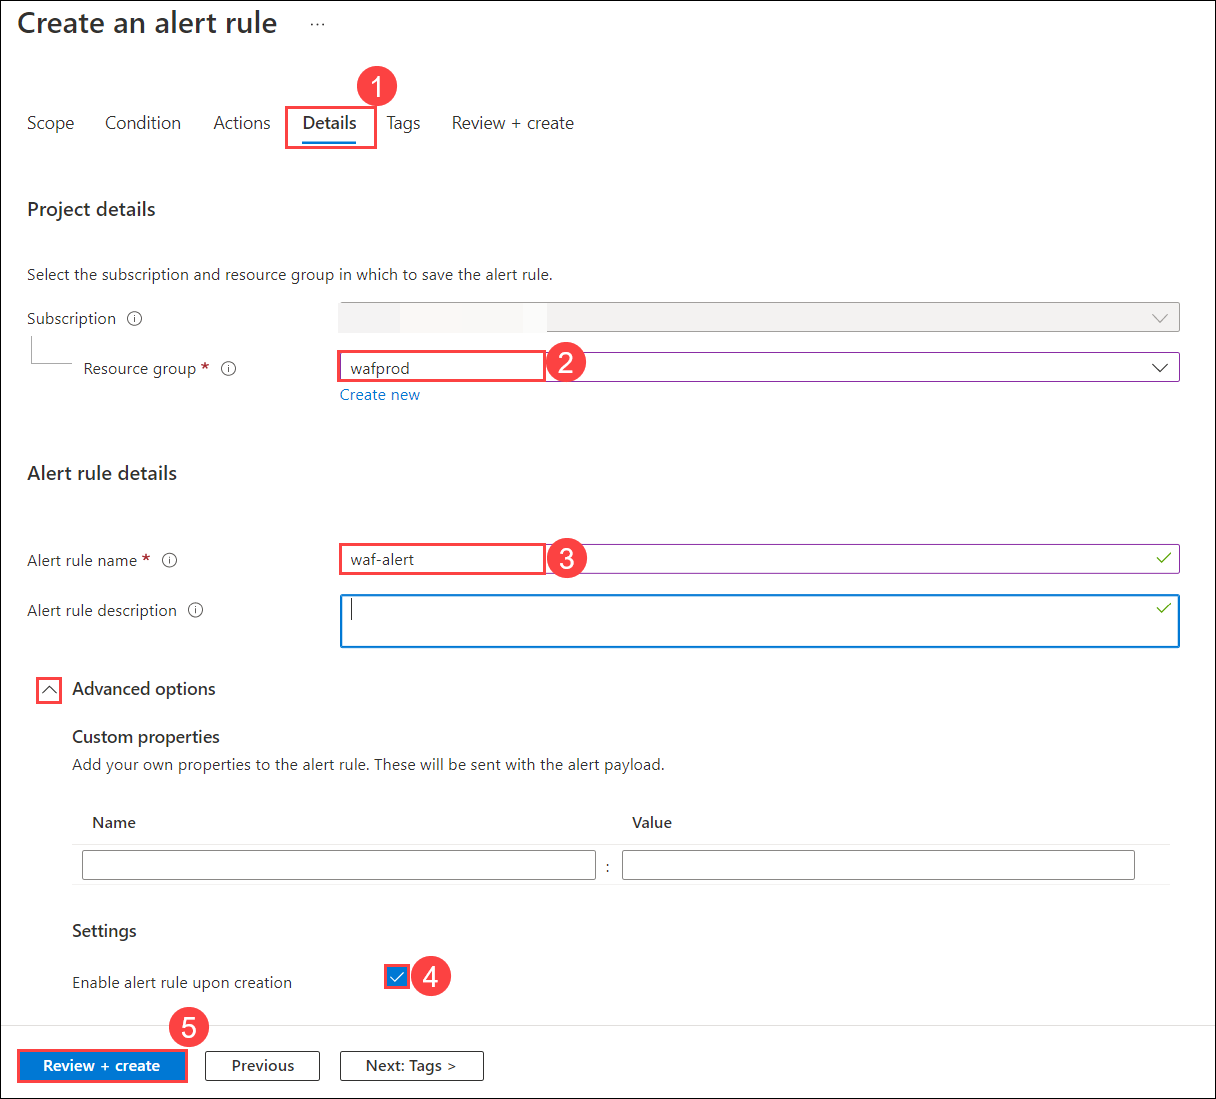 Create an alert rule ...
1
Scope Condition Actions Details Tags Review + create
Project details
Select the subscription and resource group in which to save the alert rule.
Subscription
Resource group * wafprod 2
Create new
Alert rule details
Alert rule name * waf-alert 3
Alert rule description
Advanced options
Custom properties
Add your own properties to the alert rule. These will be sent with the alert payload.
Name Value
:
Settings
Enable alert rule upon creation 4
5
Review + create Previous Next: Tags >